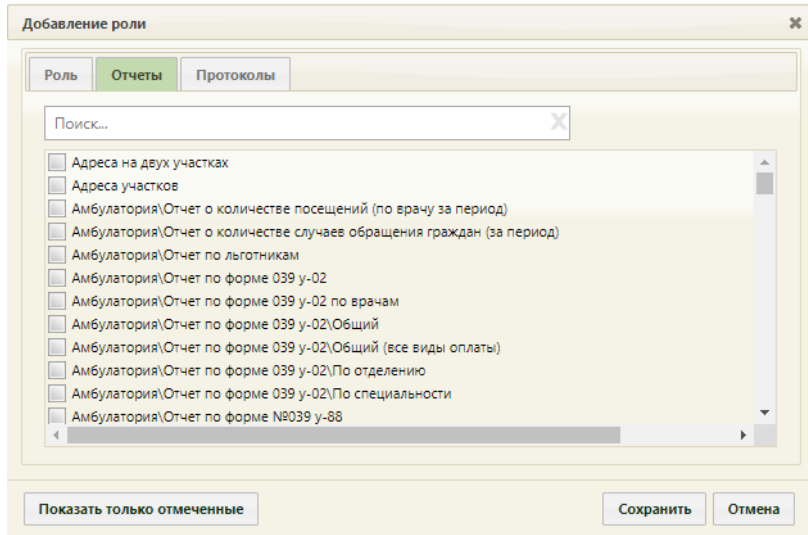 Добавление роли
Роль Отчеты Протоколы
Поиск...
Адреса на двух участках
Адреса участков
Амбулатория\Отчет о количестве посещений (по врачу за период)
Амбулатория\Отчет о количестве случаев обращения граждан (за период)
Амбулатория\Отчет по льготникам
Амбулатория\Отчет по форме 039 у-02
Амбулатория\Отчет по форме 039 у-02 по врачам
Амбулатория\Отчет по форме 039 у-02\Общий
Амбулатория\Отчет по форме 039 у-02\Общий (все виды оплаты)
Амбулатория\Отчет по форме 039 у-02\По отделению
Амбулатория\Отчет по форме 039 у-02\По специальности
Амбулатория\Отчет по форме №039 у-88
Показать только отмеченные Сохранить Отмена